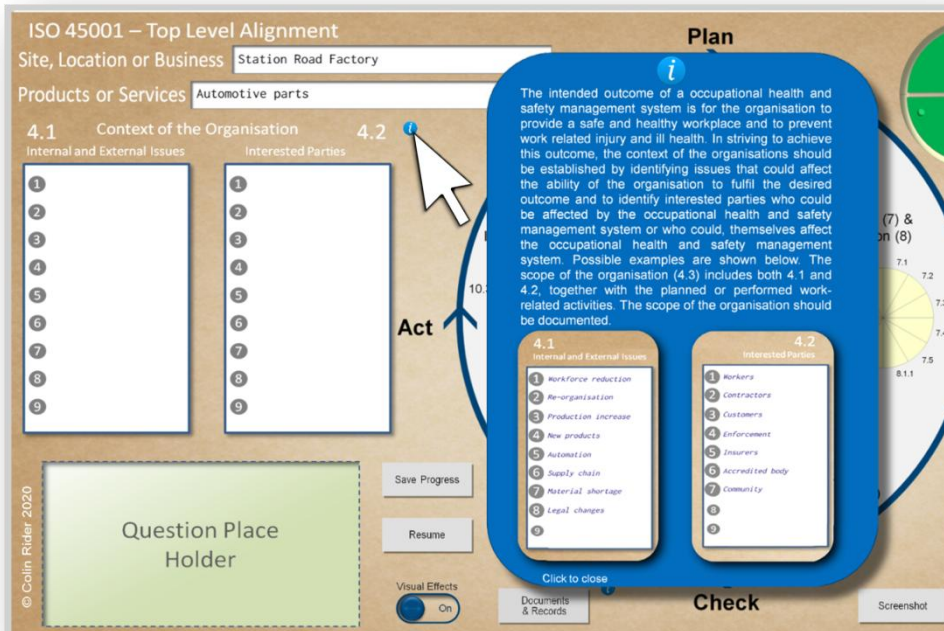 ISO 45001 – Top Level Alignment
Site, Location or Business
Station Road Factory
Products or Services
Automotive parts
4.1
Context of the Organisation
4.2
i
Internal and External Issues
Interested Parties
1
2
3
4
5
6
7
8
9
1
2
3
4
5
6
7
8
9
Plan
i
The intended outcome of a occupational health and
safety management system is for the organisation to
provide a safe and healthy workplace and to prevent
work related injury and ill health. In striving to achieve
this outcome, the context of the organisations should
be established by identifying issues that could affect
the ability of the organisation to fulfil the desired
outcome and to identify interested parties who could
be affected by the occupational health and safety
management system or who could, themselves affect
the occupational health and safety management
system. Possible examples are shown below. The
scope of the organisation (4.3) includes both 4.1 and
4.2, together with the planned or performed work-
related activities. The scope of the organisation should
be documented.
4.1
Internal and External Issues
1 Workforce reduction
2 Re-organisation
3 Production increase
4 New products
5 Automation
6 Supply chain
7 Material shortage
8 Legal changes
9
4.2
Interested Parties
1 Workers
2 Contractors
3 Customers
4 Enforcement
5 Insurers
6 Accredited body
7 Community
8
9
Click to close
(7) &
(8)
7.1
7.5
8.1.1
10.
Act
© Colin Rider 2020
Question Place
Holder
Save Progress
Resume
Visual Effects
On
Documents
& Records
Check
Screenshot